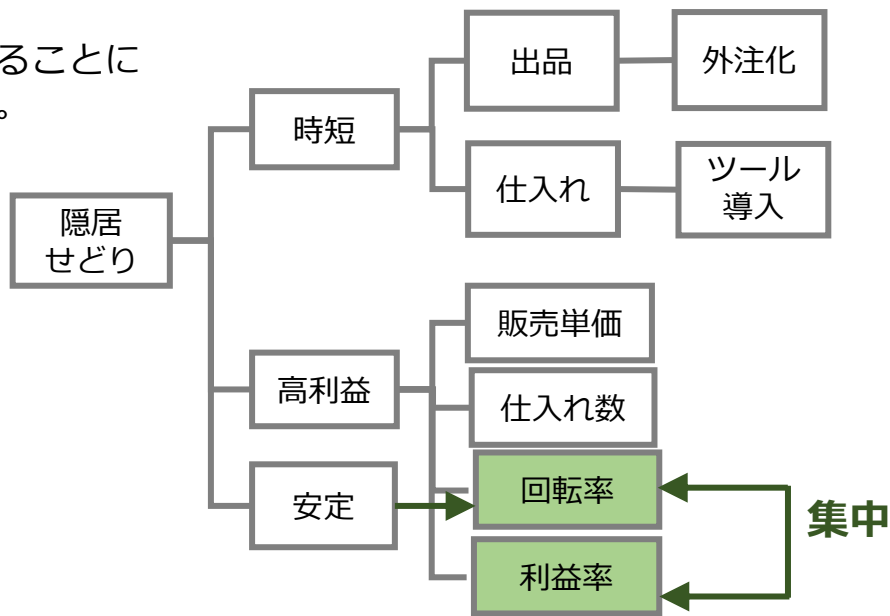 ることに
。
隠居
せどり
時短
出品
外注化
仕入れ
ツール
導入
高利益
販売単価
仕入れ数
安定
回転率
利益率
集中